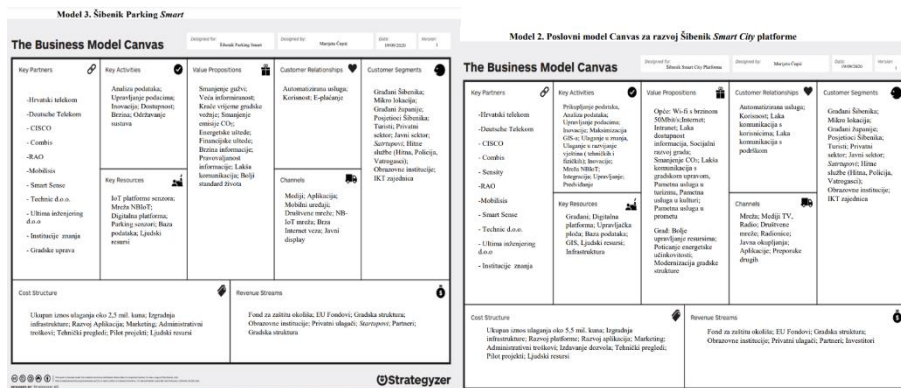 Model 3. Šibenik Parking Smart
The Business Model Canvas
Designed for:
Šibenik Parking Smart
Designed by:
Date:
Version:
1
Key Partners
-Hrvatski telekom
-Deutsche Telekom
- CISCO
- Combis
-RAO
-Mobilisis
- Smart Sense
- Technic d.o.o.
- Ultima inženjering
d.o.o
- Institucije znanja
- Gradske uprava
Key Activities
Analiza podataka;
Upravljanje podacima;
Inovacija; Dostupnost;
Brzina; Održavanje
sustava
Key Resources
IoT platforme senzora;
Mreža NBIoT;
Digitalna platforma;
Parking senzori; Baza
podataka; Ljudski
resursi
Value Propositions
Smanjenje gužvi;
Veća informiranost;
Kraće vrijeme gradske
vožnje; Smanjenje
emisije CO₂;
Energetske uštede;
Financijske uštede;
Brzina informacije;
Pravovaljanost
informacije; Lakša
komunikacija; Bolji
standard života
Customer Relationships
Automatizirana usluga;
Korisnost; E-plaćanje
Channels
Mediji; Aplikacija;
Mobilni uređaji;
Društvene mreže; NB-
IoT mreža; Brza
Internet veza; Javni
display
Customer Segments
Građani Šibenika;
Mikro lokacija;
Građani županije;
Posjetioci Šibenika;
Turisti; Privatni
sektor; Javni sektor;
Startupovi; Hitne
službe (Hitna, Policija,
Vatrogasci);
Obrazovne institucije;
IKT zajednica
Cost Structure
Ukupan iznos ulaganja oko 2,5 mil. kuna; Izgradnja
infrastrukture; Razvoj Aplikacija; Marketing; Administrativni
troškovi; Tehnički pregledi; Pilot projekti; Ljudski resursi
Revenue Streams
Fond za zaštitu okoliša; EU Fondovi; Gradska struktura;
Obrazovne institucije; Privatni ulagači; Startupovi; Partneri;
Gradska struktura
Strategyzer
Model 2. Poslovni model Canvas za razvoj Šibenik Smart City platforme
The Business Model Canvas
Designed for:
Šibenik Smart City Platforma
Designed by:
Date:
Version:
1
Key Partners
-Hrvatski telekom
-Deutsche Telekom
- CISCO
- Combis
- Sensity
-RAO
-Mobilisis
- Smart Sense
- Technic d.o.o.
- Ultima inženjering
d.o.o
- Institucije znanja
Key Activities
Prikupljanje podataka,
Analiza podataka;
Upravljanje podacima;
Inovacije; Maksimizacija
GIS-a; Ulaganje u znanja,
Ulaganje u razvijanje
vještina ( tehničkih i
fizičkih); Inovacije;
Mreža NBIoT;
Integracija; Upravljanje;
Predviđanje
Key Resources
Građani; Digitalna
platforma; Upravljačka
ploča; Baza podataka;
GIS, Ljudski resursi;
Infrastruktura
Value Propositions
Opće: Wi-fi s brzinom
50Mbit/s;Internet;
Intranet; Laka
dostupnost
informacija, Socijalni
razvoj grada;
Smanjenje CO₂; Lakša
komunikacija s
gradskom upravom,
Pametna usluga u
turizmu, Pametna
usluga u kulturi;
Pametna usluga u
prometu
Grad: Bolje
upravljanje resursima;
Poticanje energetske
učinkovitosti;
Modernizacija gradske
strukture
Customer Relationships
Automatizirana usluga;
Korisnost; Laka
komunikacija s
korisnicima; Laka
komunikacija s
podrškom
Channels
Mreža; Mediji TV,
Radio; Društvene
mreže; Radionice;
Javna okupljanja;
Aplikacije; Preporuke
drugih
Customer Segments
Građani Šibenika;
Mikro lokacija;
Građani županije;
Posjetioci Šibenika;
Turisti; Privatni
sektor; Javni sektor;
Startupovi; Hitne
službe (Hitna, Policija,
Vatrogasci);
Obrazovne institucije;
IKT zajednica
Cost Structure
Ukupan iznos ulaganja oko 5,5 mil. kuna; Izgradnja
infrastrukture; Razvoj platforme; Razvoj aplikacija; Marketing;
Administrativni troškovi; Izdavanje dozvola; Tehnički pregledi;
Pilot projekti; Ljudski resursi
Revenue Streams
Fond za zaštitu okoliša; EU Fondovi; Gradska struktura;
Obrazovne institucije; Privatni ulagači; Partneri; Investitori